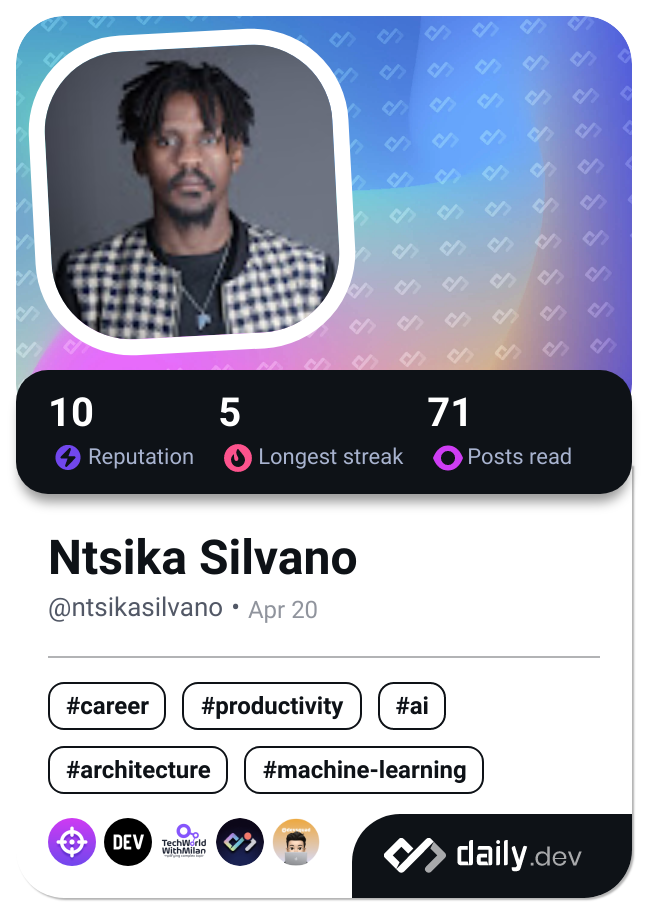 10 5 71
Reputation Longest streak Posts read
Ntsika Silvano
@ntsikasilvano • Apr 20
#career #productivity #ai
#architecture #machine-learning
DEV TechWorld
WithMilan
daily.dev